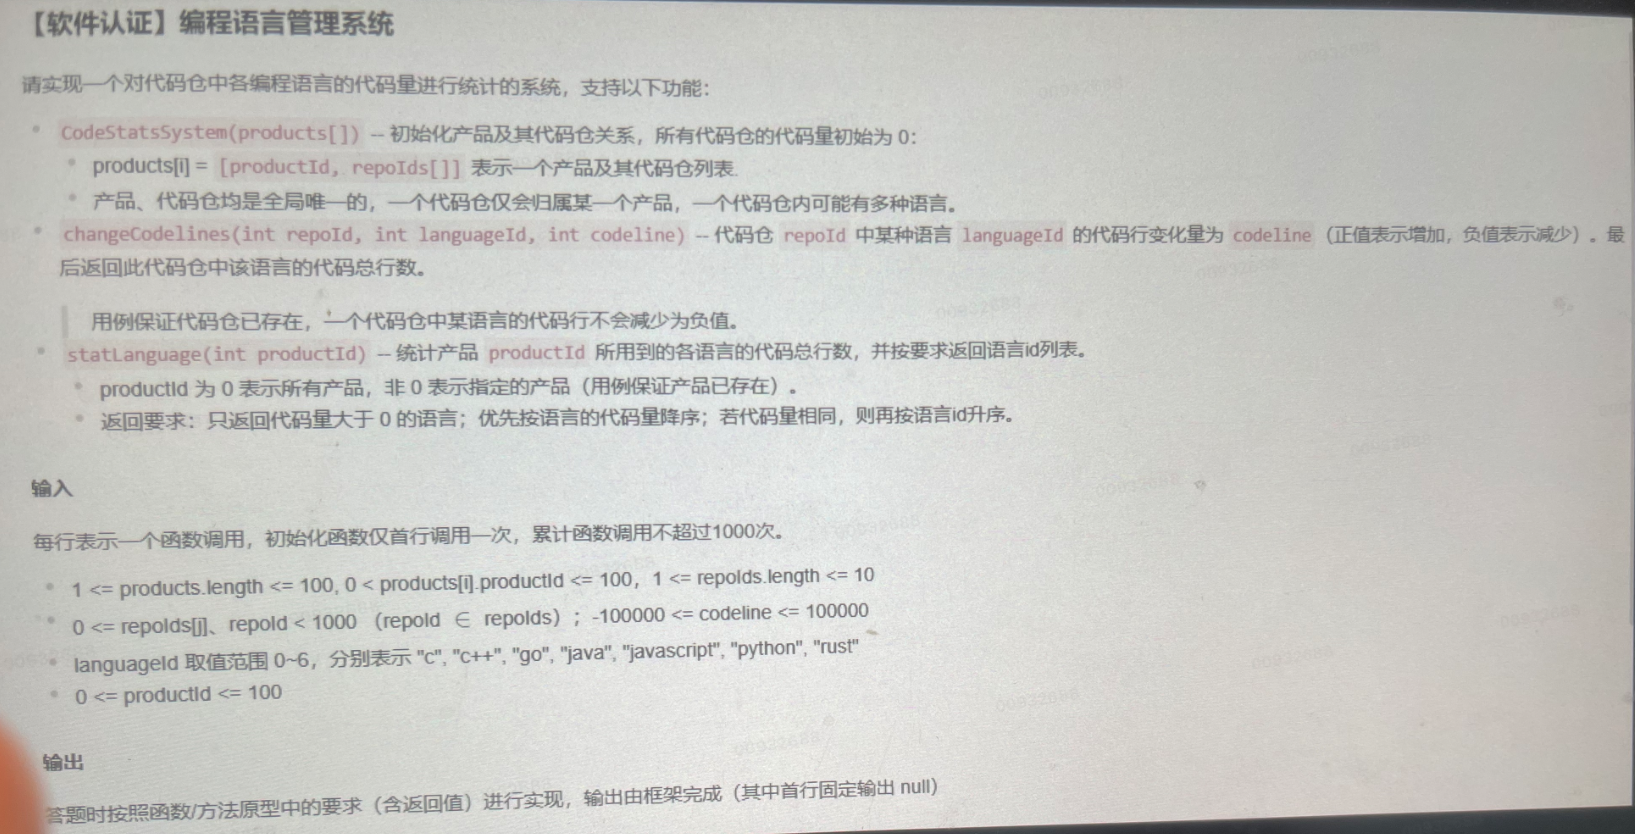 【软件认证】编程语言管理系统
请实现一个对代码仓中各编程语言的代码量进行统计的系统，支持以下功能：
CodeStatsSystem(products[]) -- 初始化产品及其代码仓关系，所有代码仓的代码量初始为 0：
products[i] = [productId, repoIds[]] 表示一个产品及其代码仓列表.
产品、代码仓均是全局唯一的，一个代码仓仅会归属某一个产品，一个代码仓内可能有多种语言。
changeCodelines(int repoId, int languageId, int codeline) -- 代码仓 repoId 中某种语言 languageId 的代码行变化量为 codeline（正值表示增加，负值表示减少）。最
后返回此代码仓中该语言的代码总行数。
用例保证代码仓已存在，一个代码仓中某语言的代码行不会减少为负值。
statLanguage(int productId) -- 统计产品 productId 所用到的各语言的代码总行数，并按要求返回语言id列表。
productId 为 0 表示所有产品，非 0 表示指定的产品（用例保证产品已存在）。
返回要求：只返回代码量大于 0 的语言；优先按语言的代码量降序；若代码量相同，则再按语言id升序。
输入
每行表示一个函数调用，初始化函数仅首行调用一次，累计函数调用不超过1000次。
1 <= products.length <= 100, 0 < products[i].productId <= 100，1 <= repoIds.length <= 10
0 <= repoIds[j]、repoId < 1000 （repoId ∈ repoIds）；-100000 <= codeline <= 100000
languageId 取值范围 0~6，分别表示 "c", "c++", "go", "java", "javascript", "python", "rust"
0 <= productId <= 100
输出
答题时按照函数/方法原型中的要求（含返回值）进行实现，输出由框架完成（其中首行固定输出 null）